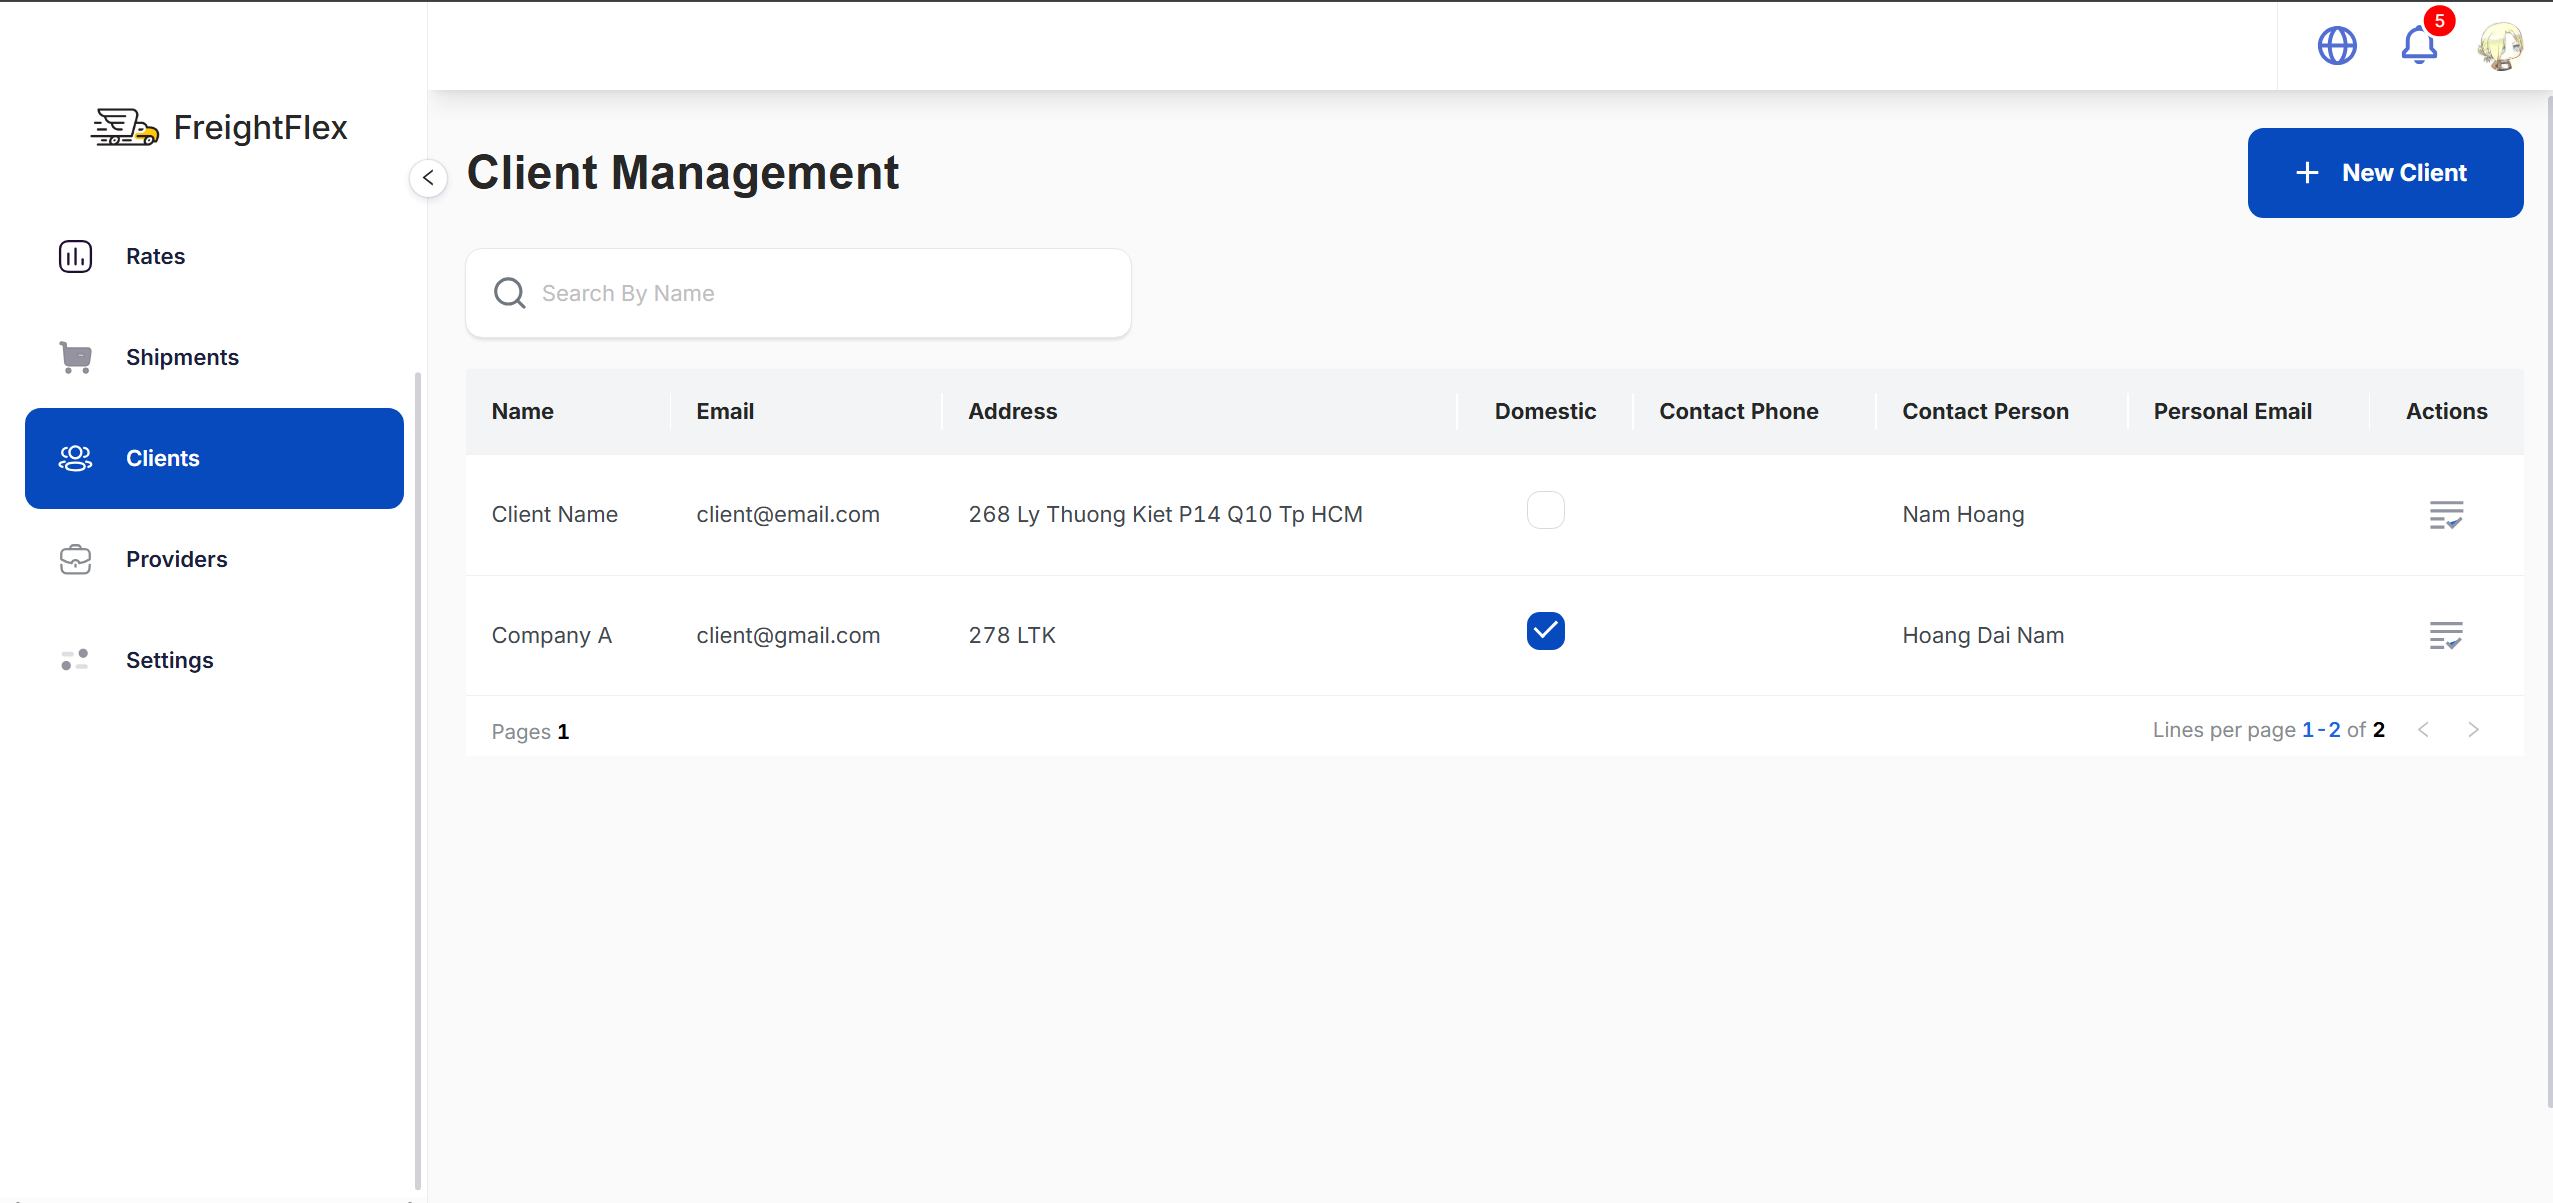 5
FreightFlex
Client Management
New Client
Rates
Search By Name
Shipments
Name Email Address Domestic Contact Phone Contact Person Personal Email Actions
Clients
Client Name client@email.com 268 Ly Thuong Kiet P14 Q10 Tp HCM Nam Hoang
Providers
Company A client@gmail.com 278 LTK Hoang Dai Nam
Settings
Pages 1 Lines per page 1-2 of 2